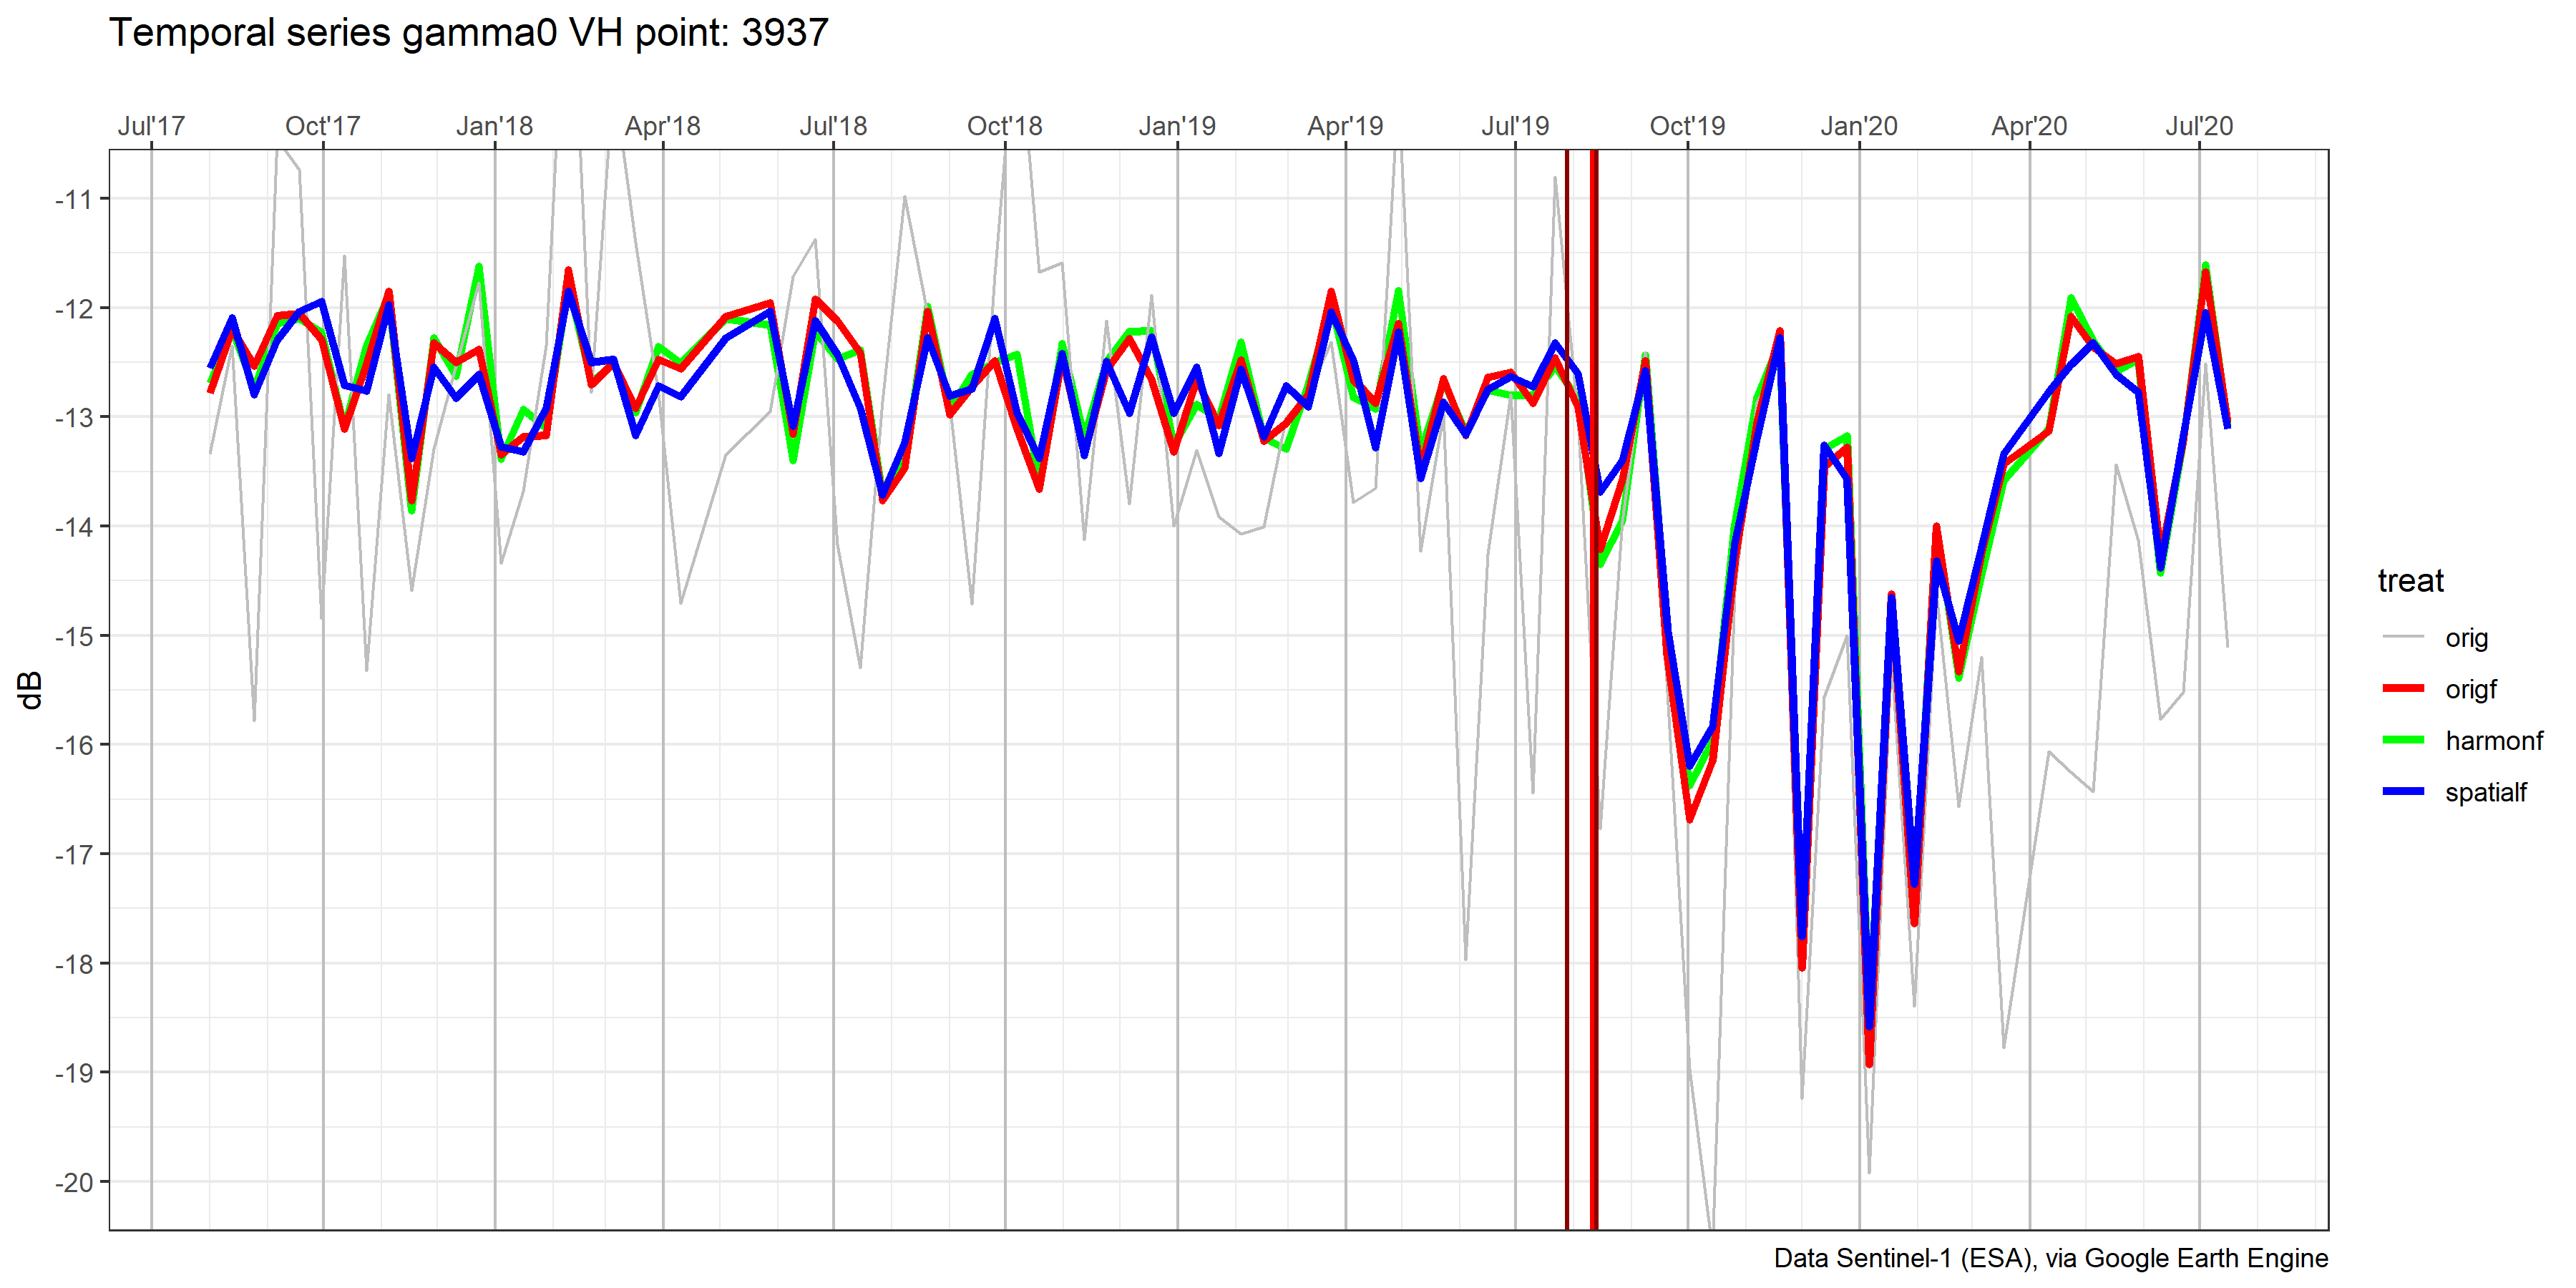 Temporal series gamma0 VH point: 3937
Jul'17 Oct'17 Jan'18 Apr'18 Jul'18 Oct'18 Jan'19 Apr'19 Jul'19 Oct'19 Jan'20 Apr'20 Jul'20
-11
-12
-13
-14
-15
-16
-17
-18
-19
-20
dB
treat
orig
origf
harmonf
spatialf
Data Sentinel-1 (ESA), via Google Earth Engine